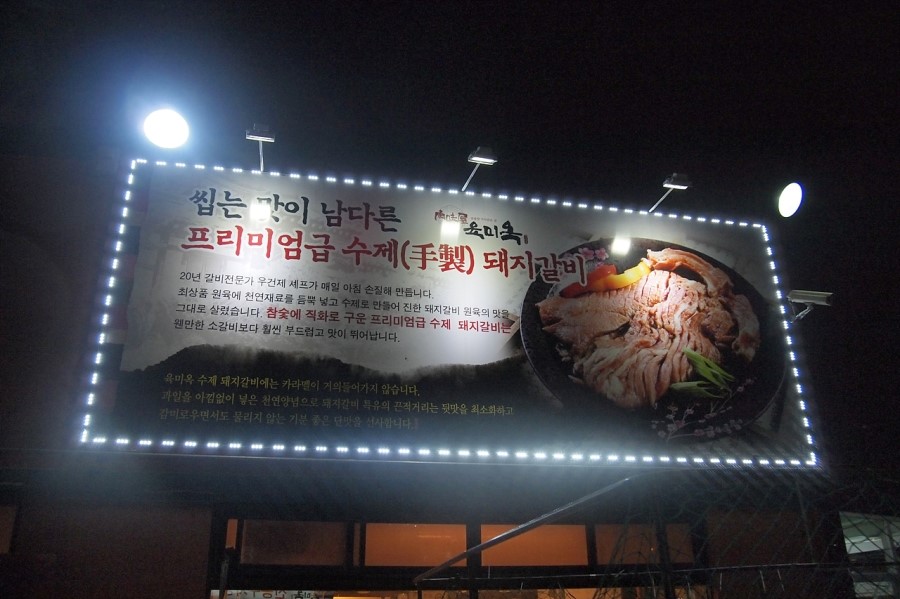 씹는 맛이 남다른
육미옥
프리미엄급 수제(手製) 돼지갈비
20년 갈비전문가 우건제 셰프가 매일 아침 손질해 만듭니다.
최상품 원육에 천연재료를 듬뿍 넣고 수제로 만들어 진한 돼지갈비 원육의 맛을
그대로 살렸습니다. 참숯에 직화로 구운 프리미엄급 수제 돼지갈비는
웬만한 소갈비보다 훨씬 부드럽고 맛이 뛰어납니다.
육미옥 수제 돼지갈비에는 카라멜이 거의들어가지 않습니다.
과일을 아낌없이 넣은 천연양념으로 돼지갈비 특유의 끈적거리는 뒷맛을 최소화하고
감미로우면서도 물리지 않는 기분 좋은 단맛을 선사합니다.